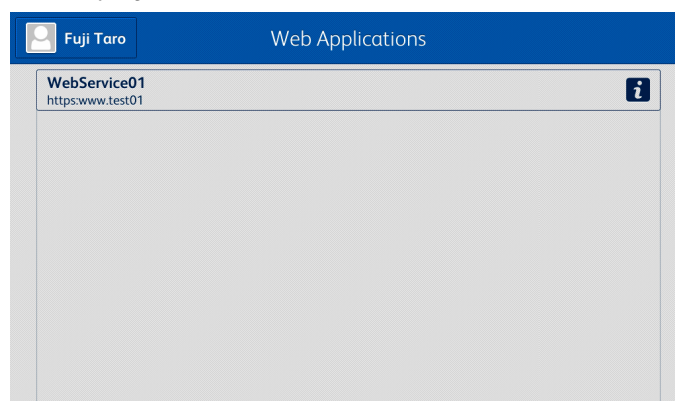 Fuji Taro
Web Applications
WebService01
https:www.test01
i